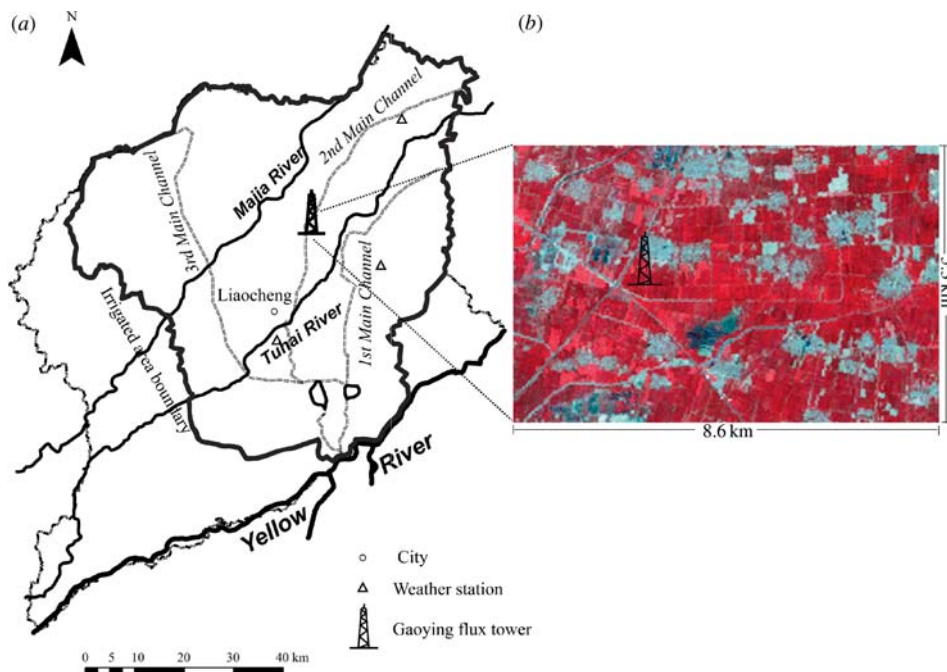 (a)
N
(b)
2nd Main Channel
3rd Main Channel
Majia River
Liaocheng
Irrigated area boundary
Tuhai River
1st Main Channel
8.6 km
Yellow River
City
Weather station
Gaoying flux tower
0 5 10 20 30 40 km